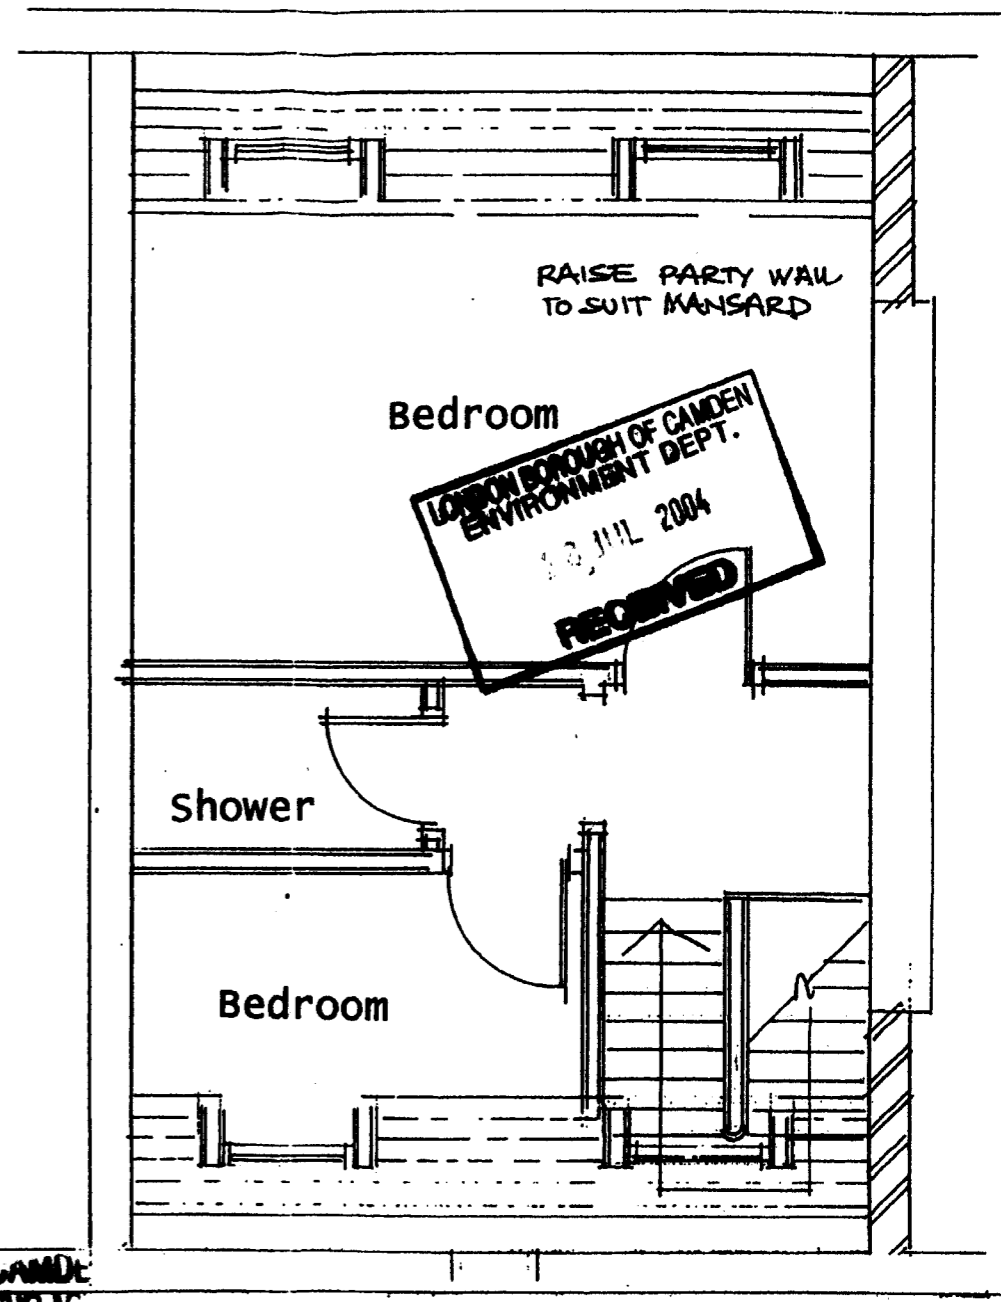 RAISE PARTY WALL
TO SUIT MANSARD
Bedroom
LONDON BOROUGH OF CAMDEN
ENVIRONMENT DEPT.
JUL 2004
RECEIVED
Shower
Bedroom